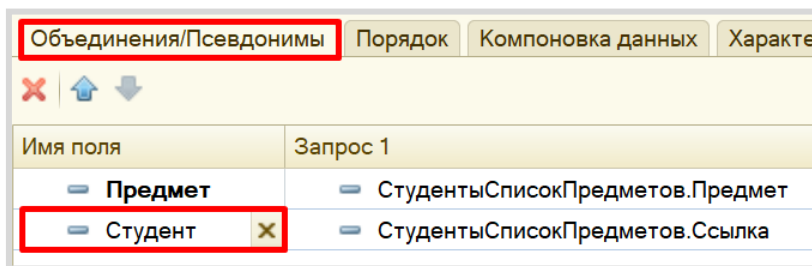 Объединения/Псевдонимы Порядок Компоновка данных Характе
Имя поля Запрос 1
Предмет СтудентыСписокПредметов.Предмет
Студент СтудентыСписокПредметов.Ссылка